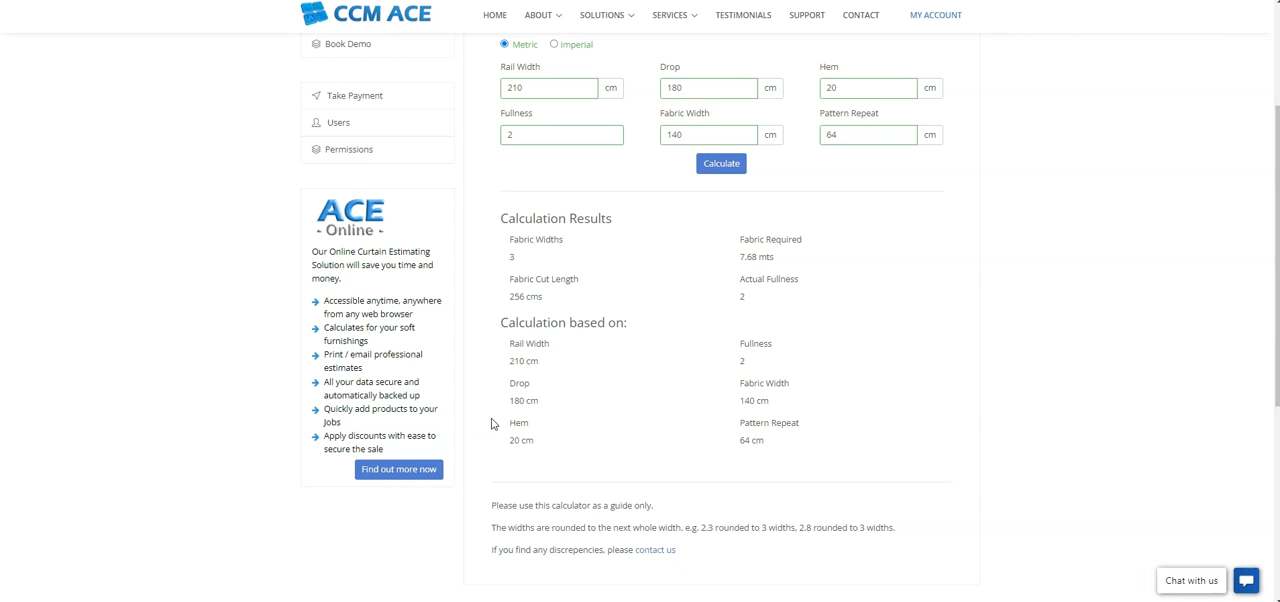 CCM ACE
HOME ABOUT SOLUTIONS SERVICES TESTIMONIALS SUPPORT CONTACT MY ACCOUNT
Book Demo
Take Payment
Users
Permissions
ACE
- Online -
Our Online Curtain Estimating
Solution will save you time and
money.
Accessible anytime, anywhere
from any web browser
Calculates for your soft
furnishings
Print / email professional
estimates
All your data secure and
automatically backed up
Quickly add products to your
Jobs
Apply discounts with ease to
secure the sale
Find out more now
Metric Imperial
Rail Width Drop Hem
210 cm 180 cm 20 cm
Fullness Fabric Width Pattern Repeat
2 140 cm 64 cm
Calculate
Calculation Results
Fabric Widths Fabric Required
3 7.68 mts
Fabric Cut Length Actual Fullness
256 cms 2
Calculation based on:
Rail Width Fullness
210 cm 2
Drop Fabric Width
180 cm 140 cm
Hem Pattern Repeat
20 cm 64 cm
Please use this calculator as a guide only.
The widths are rounded to the next whole width. e.g. 2.3 rounded to 3 widths, 2.8 rounded to 3 widths.
If you find any discrepencies, please contact us
Chat with us